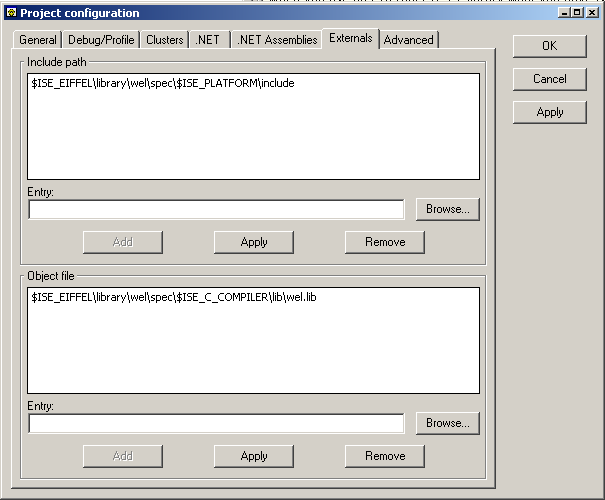 Project configuration
General Debug/Profile Clusters .NET .NET Assemblies Externals Advanced
OK
Cancel
Apply
Include path
$ISE_EIFFEL\library\wel\spec\$ISE_PLATFORM\include
Entry:
Browse...
Add Apply Remove
Object file
$ISE_EIFFEL\library\wel\spec\$ISE_C_COMPILER\lib\wel.lib
Entry:
Browse...
Add Apply Remove